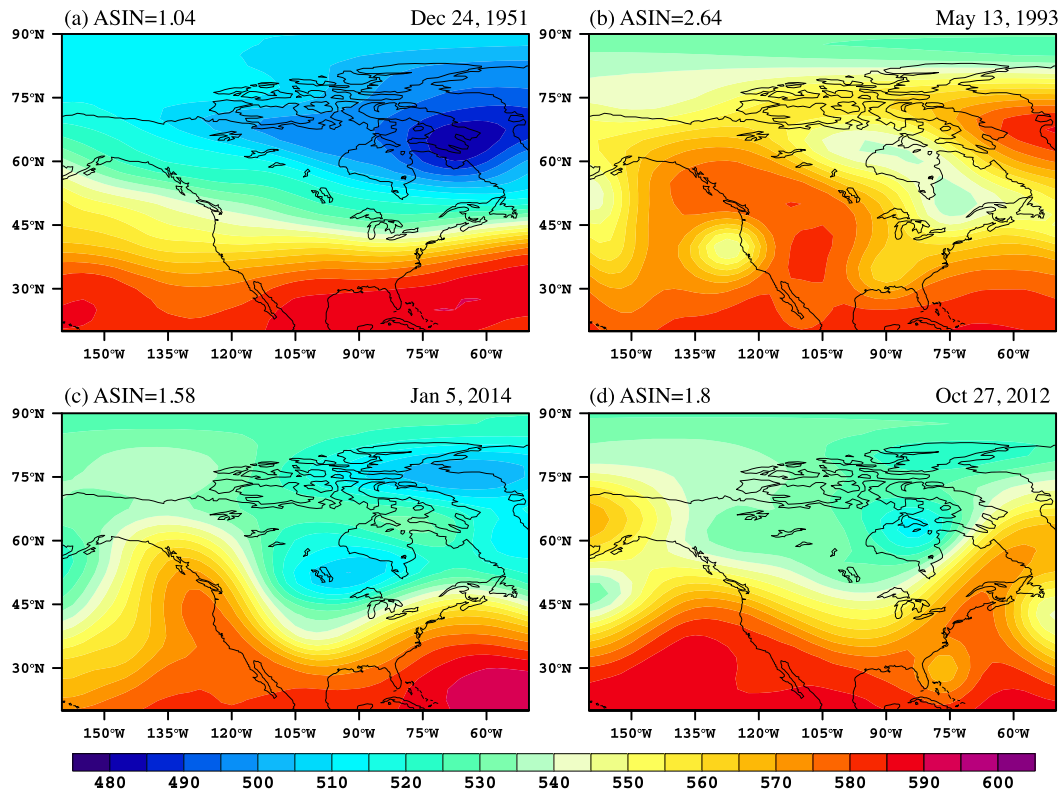 (a) ASIN=1.04 Dec 24, 1951
(b) ASIN=2.64 May 13, 1993
90°N
75°N
60°N
45°N
30°N
150°W 135°W 120°W 105°W 90°W 75°W 60°W
90°N
75°N
60°N
45°N
30°N
150°W 135°W 120°W 105°W 90°W 75°W 60°W
(c) ASIN=1.58 Jan 5, 2014
(d) ASIN=1.8 Oct 27, 2012
90°N
75°N
60°N
45°N
30°N
150°W 135°W 120°W 105°W 90°W 75°W 60°W
90°N
75°N
60°N
45°N
30°N
150°W 135°W 120°W 105°W 90°W 75°W 60°W
480 490 500 510 520 530 540 550 560 570 580 590 600